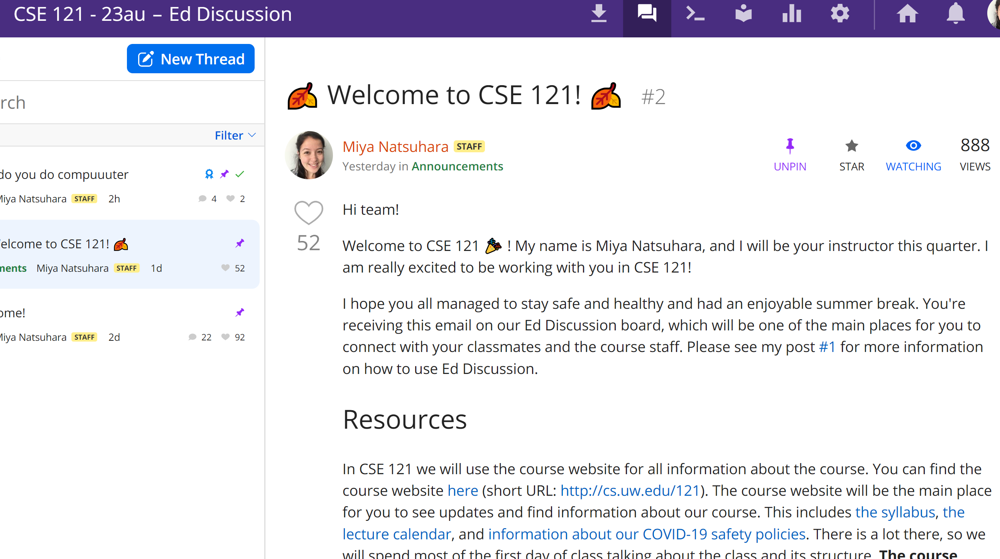 CSE 121 - 23au – Ed Discussion
New Thread
rch
Filter
do you do compuuuter
Miya Natsuhara STAFF 2h 4 2
elcome to CSE 121! 🍂
ments Miya Natsuhara STAFF 1d 52
ome!
Miya Natsuhara STAFF 2d 22 92
🍂 Welcome to CSE 121! 🍂 #2
Miya Natsuhara STAFF
Yesterday in Announcements
UNPIN
STAR
WATCHING
888
VIEWS
52
Hi team!
Welcome to CSE 121 🎉 ! My name is Miya Natsuhara, and I will be your instructor this quarter. I
am really excited to be working with you in CSE 121!
I hope you all managed to stay safe and healthy and had an enjoyable summer break. You're
receiving this email on our Ed Discussion board, which will be one of the main places for you to
connect with your classmates and the course staff. Please see my post #1 for more information
on how to use Ed Discussion.
Resources
In CSE 121 we will use the course website for all information about the course. You can find the
course website here (short URL: http://cs.uw.edu/121). The course website will be the main place
for you to see updates and find information about our course. This includes the syllabus, the
lecture calendar, and information about our COVID-19 safety policies. There is a lot there, so we
will spend most of the first day of class talking about the class and its structure. The course